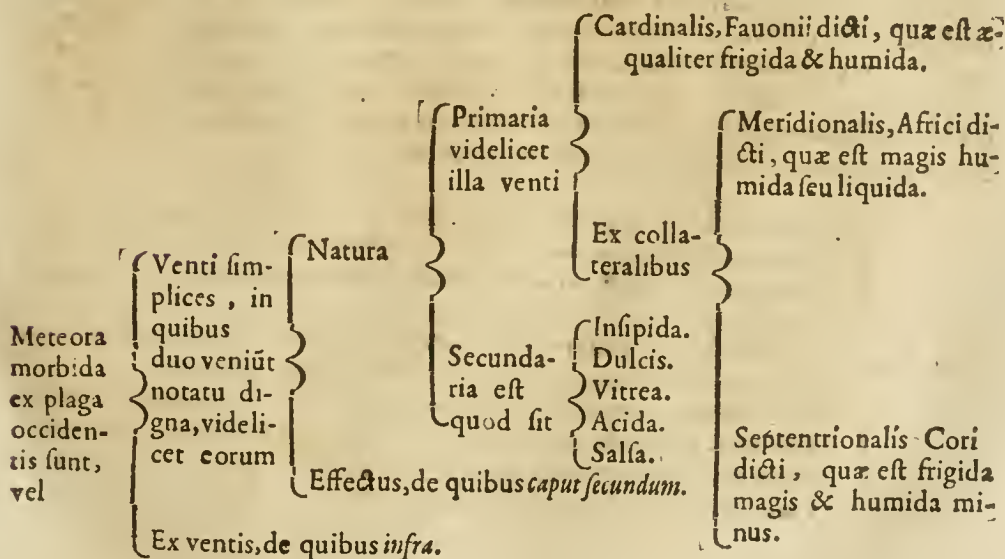 Meteora
morbida
ex plaga
occiden-
tis ſunt,
vel
Venti ſim-
plices, in
quibus
duo veniūt
notatu di-
gna, videli-
cet eorum
Natura
Primaria
videlicet
illa venti
Cardinalis, Fauonii dicti, quæ eſt æ-
qualiter frigida & humida.
Ex colla-
teralibus
Meridionalis, Africi di-
cti, quæ eſt magis hu-
mida ſeu liquida.
Septentrionalis Cori
dicti, quæ eſt frigida
magis & humida mi-
nus.
Secunda-
ria eſt
quod ſit
Inſipida.
Dulcis.
Vitrea.
Acida.
Salſa.
Effectus, de quibus caput ſecundum.
Ex ventis, de quibus infra.